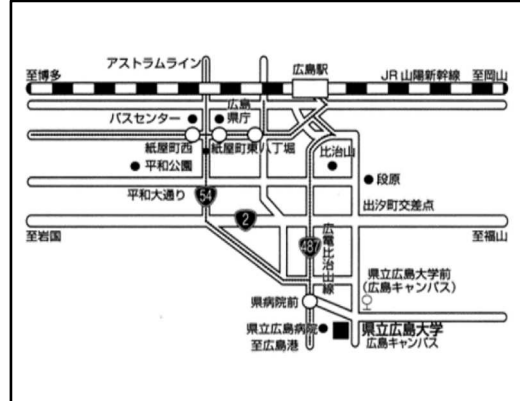 アストラムライン
広島駅
至博多
JR山陽新幹線
至岡山
バスセンター
広島
県庁
紙屋町西
紙屋町東
八丁堀
比治山
平和公園
段原
平和大通り
54
出汐町交差点
2
至岩国
487
広電比治山線
至福山
県立広島大学前
(広島キャンパス)
県病院前
県立広島病院
県立広島大学
至広島港
広島キャンパス